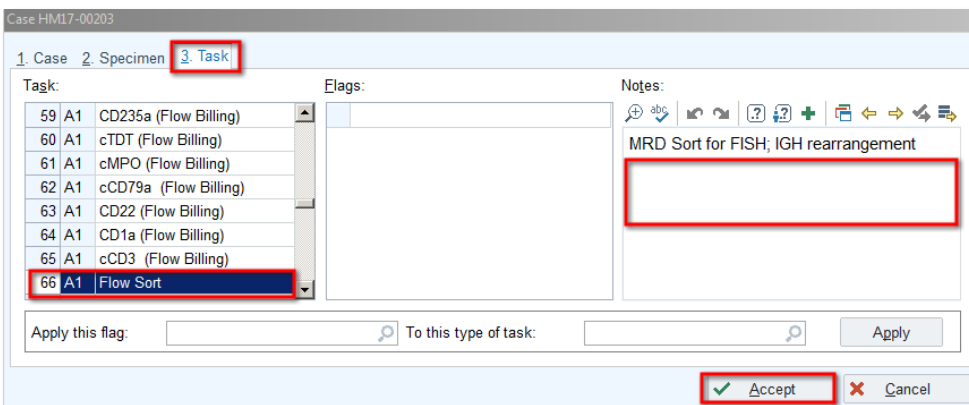 Case HM17-00203
1. Case 2. Specimen 3. Task
Task: Flags: Notes:
59 A1 CD235a (Flow Billing)
60 A1 cTDT (Flow Billing)
61 A1 cMPO (Flow Billing)
62 A1 cCD79a (Flow Billing)
63 A1 CD22 (Flow Billing)
64 A1 CD1a (Flow Billing)
65 A1 cCD3 (Flow Billing)
66 A1 Flow Sort
abc
MRD Sort for FISH; IGH rearrangement
Apply this flag: To this type of task: Apply
Accept Cancel